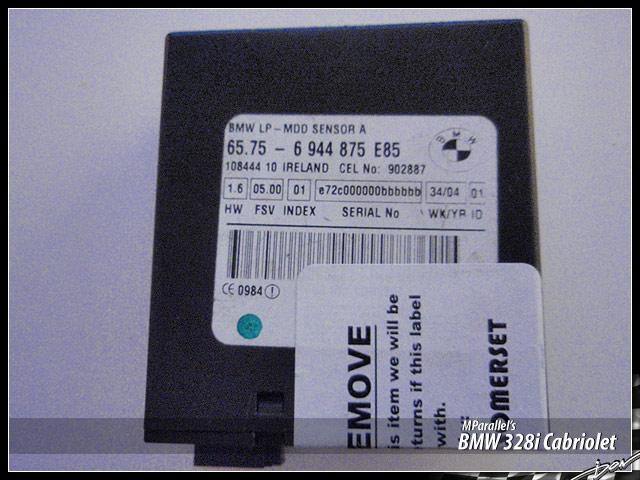 BMW LP-MDD SENSOR A
65.75 - 6 944 875 E85
108444 10 IRELAND CEL No: 902887
1.6 05.00 01 e72c000000bbbbbb 34/04 01
HW FSV INDEX SERIAL No WK/YR ID
BMW
CE 0984 !
EMOVE
is item we will be
turns if this label
with.
OMERSET
MParallel's
BMW 328i Cabriolet